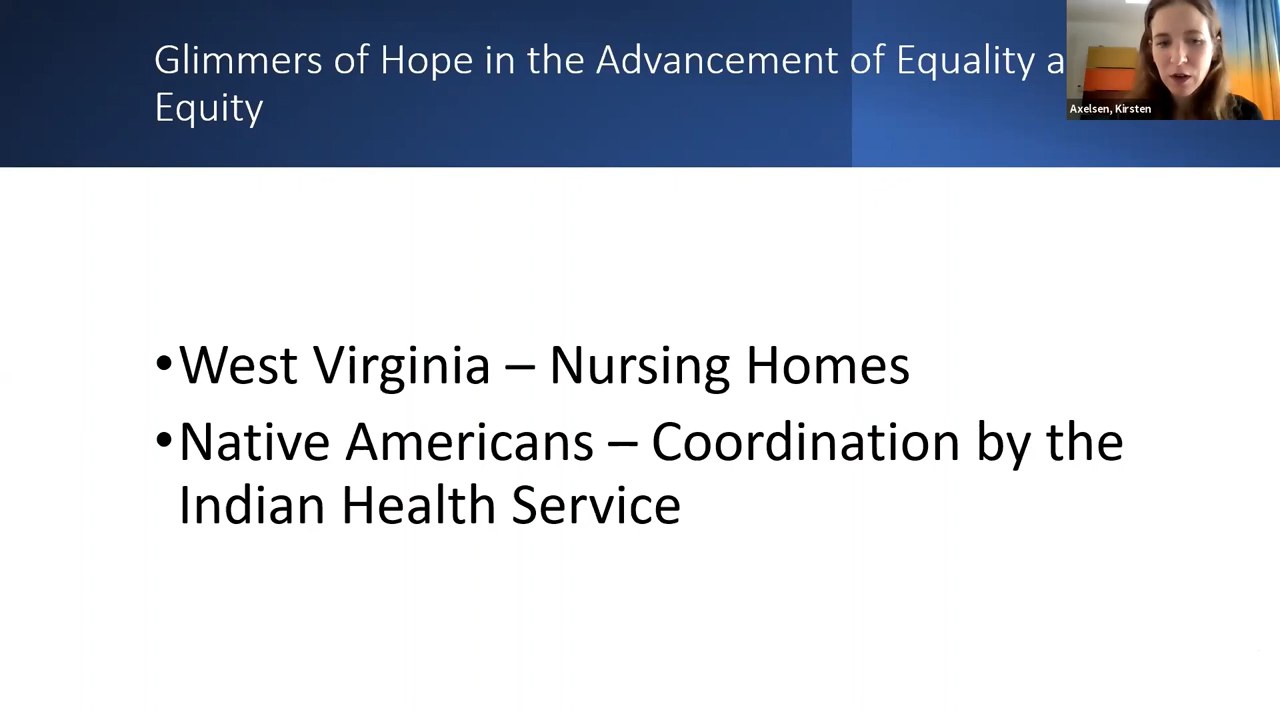 Glimmers of Hope in the Advancement of Equality a
Equity
Axelsen, Kirsten
•West Virginia – Nursing Homes
•Native Americans – Coordination by the
Indian Health Service